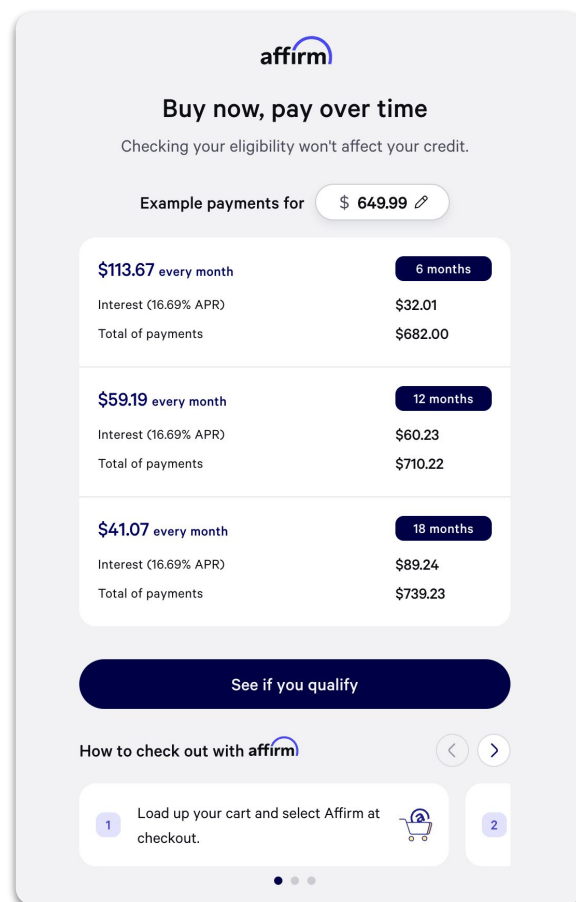 affirm
Buy now, pay over time
Checking your eligibility won't affect your credit.
Example payments for $ 649.99
$113.67 every month 6 months
Interest (16.69% APR) $32.01
Total of payments $682.00
$59.19 every month 12 months
Interest (16.69% APR) $60.23
Total of payments $710.22
$41.07 every month 18 months
Interest (16.69% APR) $89.24
Total of payments $739.23
See if you qualify
How to check out with affirm
1 Load up your cart and select Affirm at
checkout.
a
2